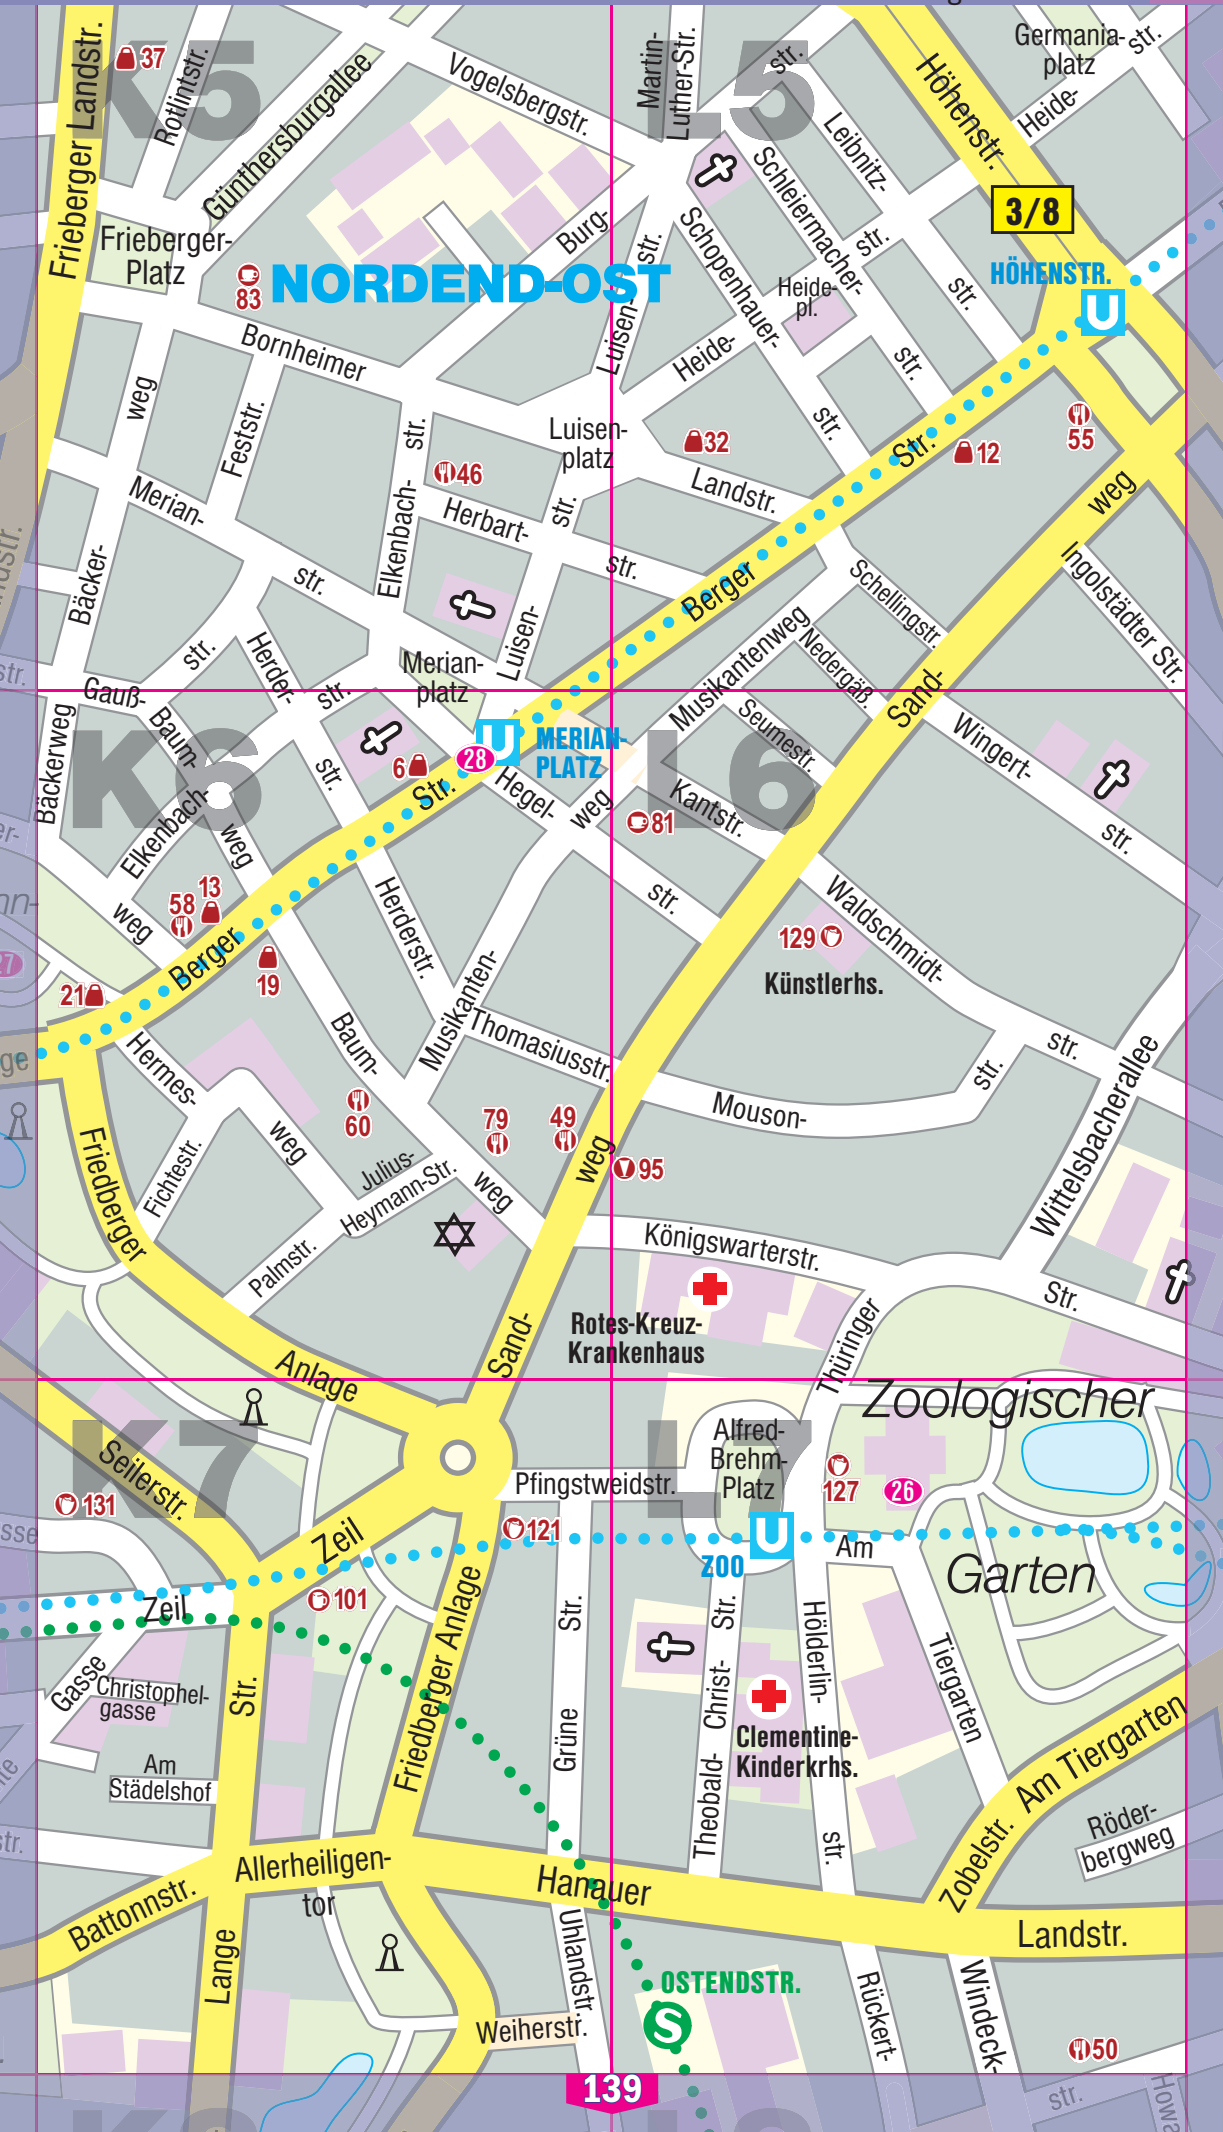 K5
L5
37
Frieberger Landstr.
Rotlintstr.
Günthersburgallee
Vogelsbergstr.
Martin-
Luther-Str.
str.
Leibnitz-
str.
Höhenstr.
Germania-
platz
str.
Heide-
3/8
HÖHENSTR.
U
Frieberger-
Platz
83
NORDEND-OST
Burg-
str.
Luisen-
Schopenhauer-
str.
Schleiermacher-
str.
Heide-
pl.
str.
Heide-
Bornheimer
weg
Feststr.
Elkenbach-
str.
46
Luisen-
platz
32
Landstr.
12
55
Str.
weg
Merian-
str.
Herbart-
str.
str.
Luisen-
Berger
Bäcker-
Schellingstr.
Ingolstädter Str.
Musikantenweg
Nedergäß.
Sand-
Gauß-
str.
Herder-
str.
Merian-
platz
str.
K6
L6
Bäckerweg
Baum-
weg
Elkenbach-
weg
str.
6
28
U
MERIAN-
PLATZ
Str.
Hegel-
str.
weg
81
Seumestr.
Kantstr.
Wingert-
str.
58
13
Berger
19
21
Herderstr.
Musikanten-
129
Künstlerhs.
Waldschmidt-
str.
Hermes-
weg
Baum-
weg
Thomasiusstr.
Mouson-
str.
Wittelsbacherallee
60
79
49
weg
95
Fichtestr.
Julius-
Heymann-Str.
Palmstr.
Friedberger
Anlage
Königswarterstr.
Rotes-Kreuz-
Krankenhaus
Sand-
Thüringer
Str.
K7
L7
Zoologischer
Garten
Alfred-
Brehm-
Platz
Pfingstweidstr.
127
26
131
Seilerstr.
Zeil
121
U
ZOO
Am
Tiergarten
Zeil
101
Friedberger Anlage
Gasse
Christophel-
gasse
Am
Städelshof
Str.
Lange
Grüne
Str.
Theobald-
Christ-
Str.
Hölderlin-
str.
Clementine-
Kinderkrhs.
Am Tiergarten
Röder-
bergweg
Zobelstr.
Allerheiligen-
tor
Battonnstr.
Hanauer
Landstr.
Uhlandstr.
OSTENDSTR.
S
Rückert-
Windeck-
str.
Weiherstr.
50
139
27